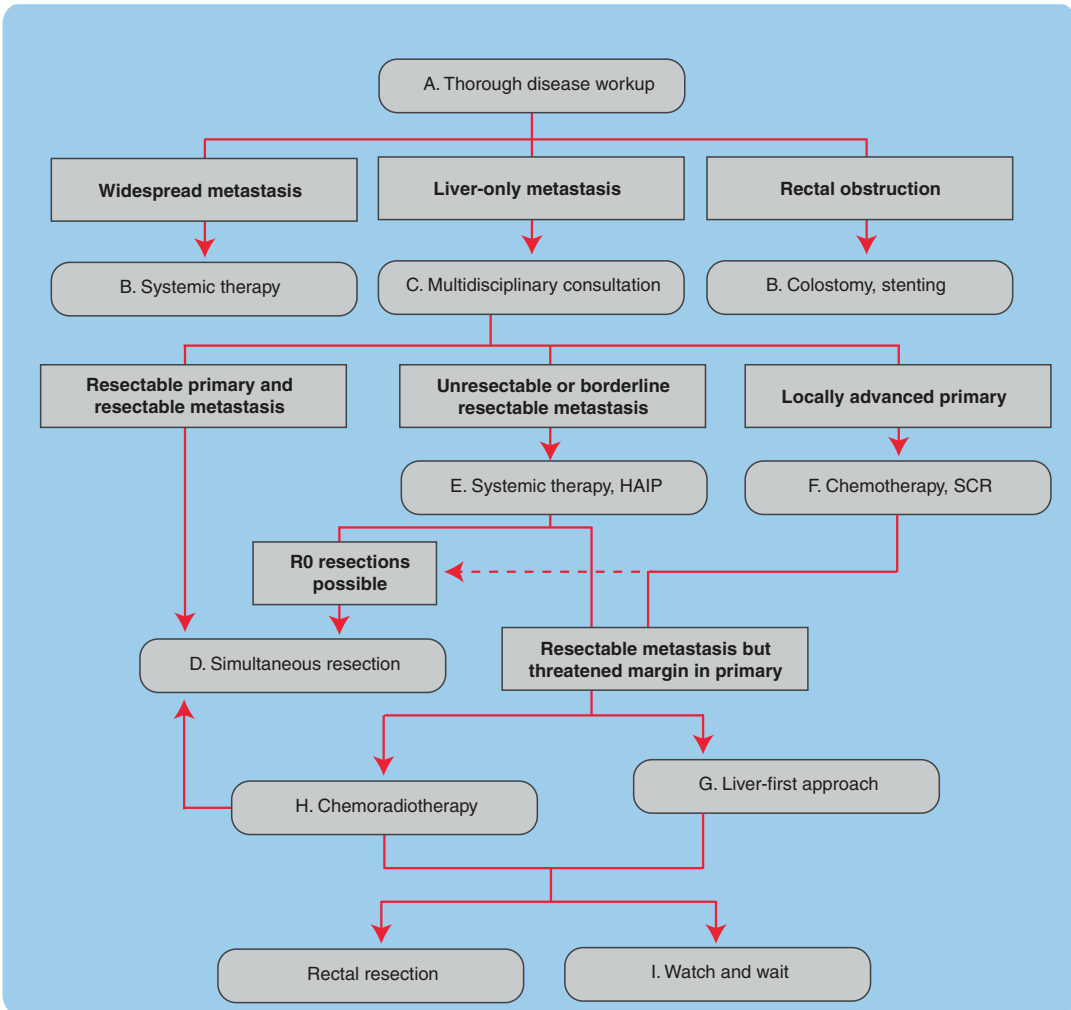 A. Thorough disease workup
Widespread metastasis
Liver-only metastasis
Rectal obstruction
B. Systemic therapy
C. Multidisciplinary consultation
B. Colostomy, stenting
Resectable primary and
resectable metastasis
Unresectable or borderline
resectable metastasis
Locally advanced primary
E. Systemic therapy, HAIP
F. Chemotherapy, SCR
R0 resections
possible
D. Simultaneous resection
Resectable metastasis but
threatened margin in primary
G. Liver-first approach
H. Chemoradiotherapy
Rectal resection
I. Watch and wait